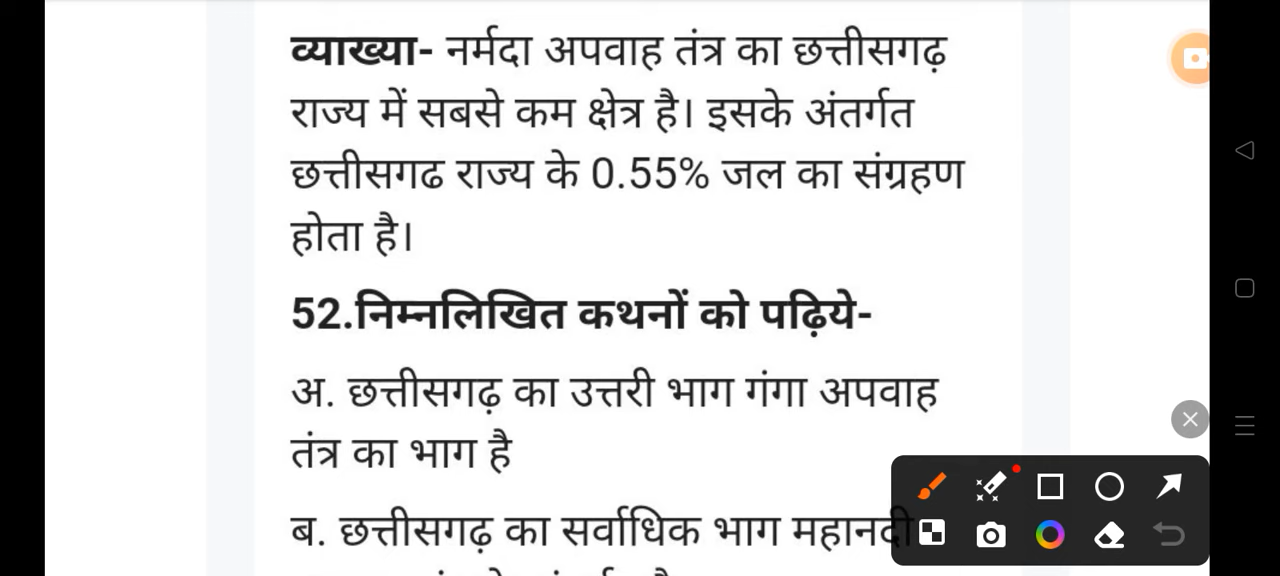 व्याख्या- नर्मदा अपवाह तंत्र का छत्तीसगढ़
राज्य में सबसे कम क्षेत्र है। इसके अंतर्गत
छत्तीसगढ राज्य के 0.55% जल का संग्रहण
होता है।
52.निम्नलिखित कथनों को पढ़िये-
अ. छत्तीसगढ़ का उत्तरी भाग गंगा अपवाह
तंत्र का भाग है
ब. छत्तीसगढ़ का सर्वाधिक भाग महानदी